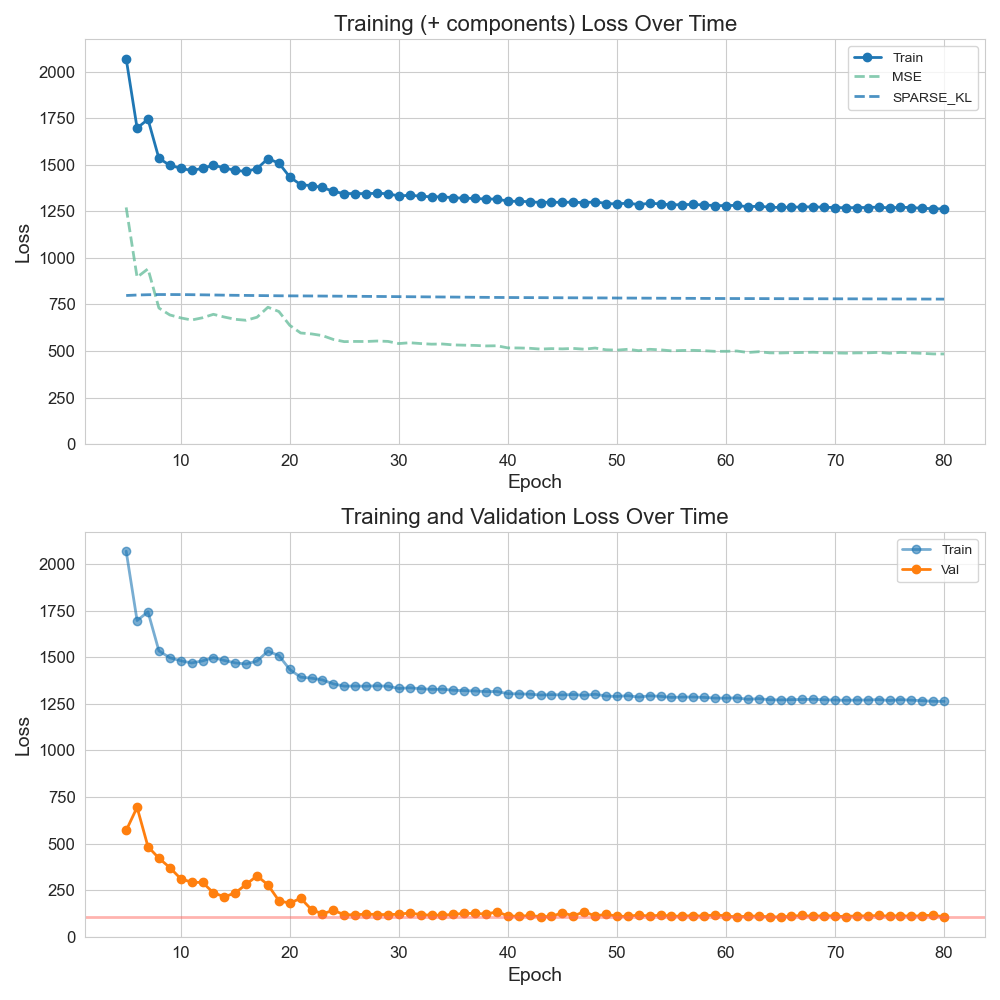 Training (+ components) Loss Over Time
Train
MSE
SPARSE_KL
2000
1750
1500
1250
1000
750
500
250
0
Loss
10 20 30 40 50 60 70 80
Epoch
Training and Validation Loss Over Time
Train
Val
2000
1750
1500
1250
1000
750
500
250
0
Loss
10 20 30 40 50 60 70 80
Epoch